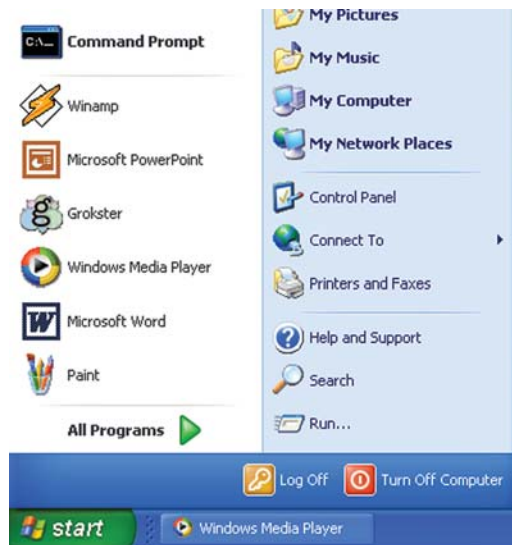 C:\_
Command Prompt
Winamp
Microsoft PowerPoint
g
Grokster
Windows Media Player
W
Microsoft Word
Paint
All Programs
My Pictures
My Music
My Computer
My Network Places
Control Panel
Connect To
Printers and Faxes
Help and Support
Search
Run...
Log Off
Turn Off Computer
start
Windows Media Player